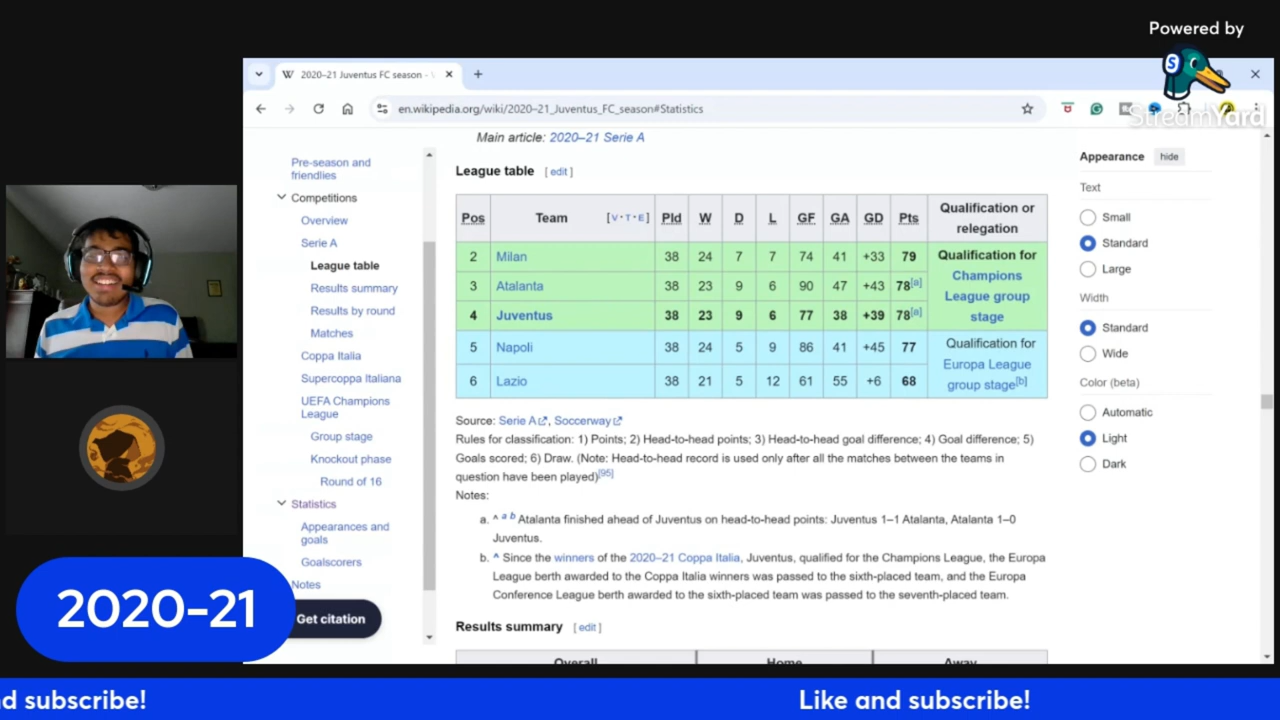 Powered by
StreamYard
2020–21 Juventus FC season -
en.wikipedia.org/wiki/2020–21_Juventus_FC_season#Statistics
Main article: 2020–21 Serie A
Pre-season and
friendlies
Competitions
Overview
Serie A
League table
Results summary
Results by round
Matches
Coppa Italia
Supercoppa Italiana
UEFA Champions
League
Group stage
Knockout phase
Round of 16
Statistics
Appearances and
goals
Goalscorers
Notes
Get citation
League table [ edit ]
Pos Team [V·T·E] Pld W D L GF GA GD Pts Qualification or
relegation
2 Milan 38 24 7 7 74 41 +33 79 Qualification for
Champions
League group
stage
3 Atalanta 38 23 9 6 90 47 +43 78[a]
4 Juventus 38 23 9 6 77 38 +39 78[a]
5 Napoli 38 24 5 9 86 41 +45 77 Qualification for
Europa League
group stage[b]
6 Lazio 38 21 5 12 61 55 +6 68
Source: Serie A, Soccerway
Rules for classification: 1) Points; 2) Head-to-head points; 3) Head-to-head goal difference; 4) Goal difference; 5)
Goals scored; 6) Draw. (Note: Head-to-head record is used only after all the matches between the teams in
question have been played)[95]
Notes:
a. ^ a b Atalanta finished ahead of Juventus on head-to-head points: Juventus 1–1 Atalanta, Atalanta 1–0
Juventus.
b. ^ Since the winners of the 2020–21 Coppa Italia, Juventus, qualified for the Champions League, the Europa
League berth awarded to the Coppa Italia winners was passed to the sixth-placed team, and the Europa
Conference League berth awarded to the sixth-placed team was passed to the seventh-placed team.
Results summary [ edit ]
Overall Home Away
Appearance hide
Text
Small
Standard
Large
Width
Standard
Wide
Color (beta)
Automatic
Light
Dark
2020-21
nd subscribe!
Like and subscribe!